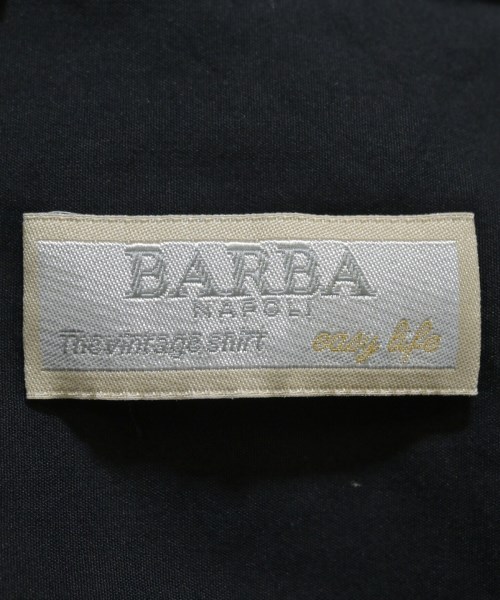 BARBA
NAPOLI
The vintage shirt easy life